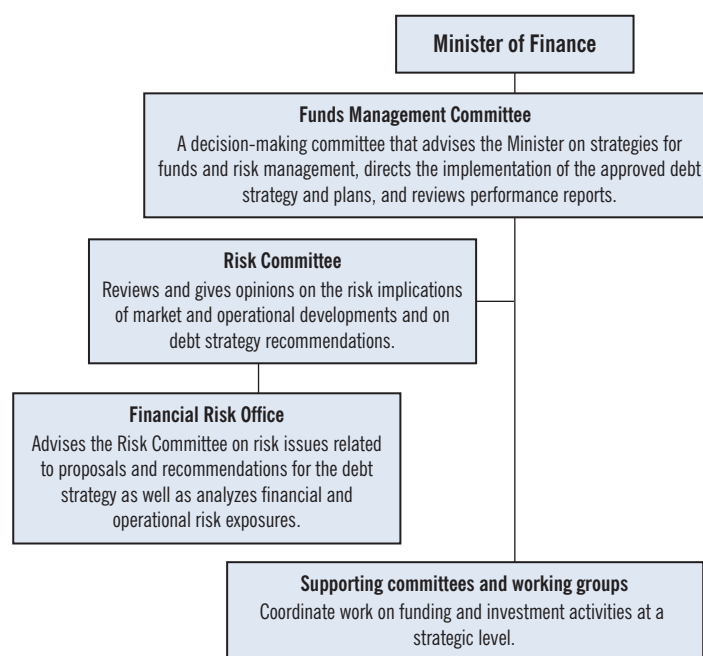 Minister of Finance
Funds Management Committee
A decision-making committee that advises the Minister on strategies for
funds and risk management, directs the implementation of the approved debt
strategy and plans, and reviews performance reports.
Risk Committee
Reviews and gives opinions on the risk implications
of market and operational developments and on
debt strategy recommendations.
Financial Risk Office
Advises the Risk Committee on risk issues related
to proposals and recommendations for the debt
strategy as well as analyzes financial and
operational risk exposures.
Supporting committees and working groups
Coordinate work on funding and investment activities at a
strategic level.